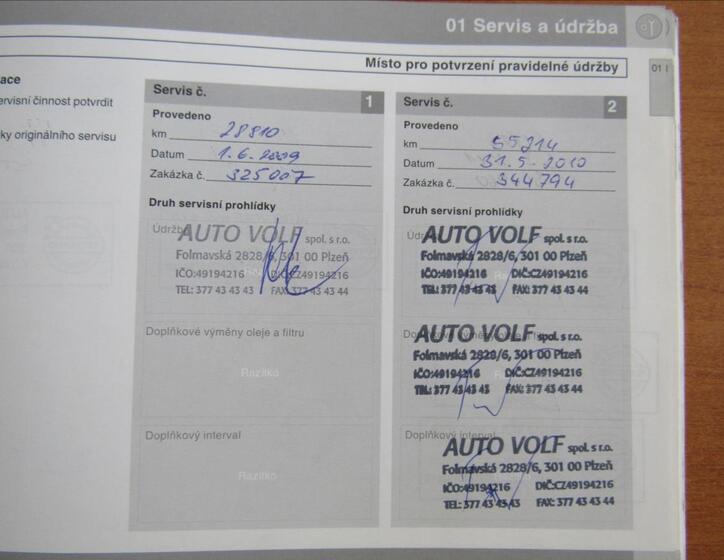 01 Servis a údržba
Místo pro potvrzení pravidelné údržby
01
ace
ervisní činnost potvrdit
ky originálního servisu
Servis č.
1
Provedeno
km 28810
Datum 1.6.2009
Zakázka č. 325007
Druh servisní prohlídky
Údržb
AUTO VOLF spol. s r.o.
Folmavská 2828/6, 301 00 Plzeň
IČO:49194216 DIČ:CZ49194216
TEL: 377 43 43 43 FAX: 377 43 43 44
Doplňkové výměny oleje a filtru
Razítko
Doplňkový interval
Razítko
Servis č.
2
Provedeno
km 55214
Datum 31.5-2010
Zakázka č. 344794
Druh servisní prohlídky
AUTO VOLF spol. s r.o.
Folmavská 2828/6, 301 00 Plzeň
IČO:49194216 DIČ:CZ49194216
TEL: 377 43 43 43 FAX: 377 43 43 44
AUTO VOLF spol. s r.o.
Folmavská 2828/6, 301 00 Plzeň
IČO:49194216 DIČ:CZ49194216
TEL: 377 43 43 43 FAX: 377 43 43 44
Doplňkový interval
AUTO VOLF spol. s r.o.
Folmavská 2828/6, 301 00 Plzeň
IČO:49194216 DIČ:CZ49194216
TEL: 377 43 43 43 FAX: 377 43 43 44